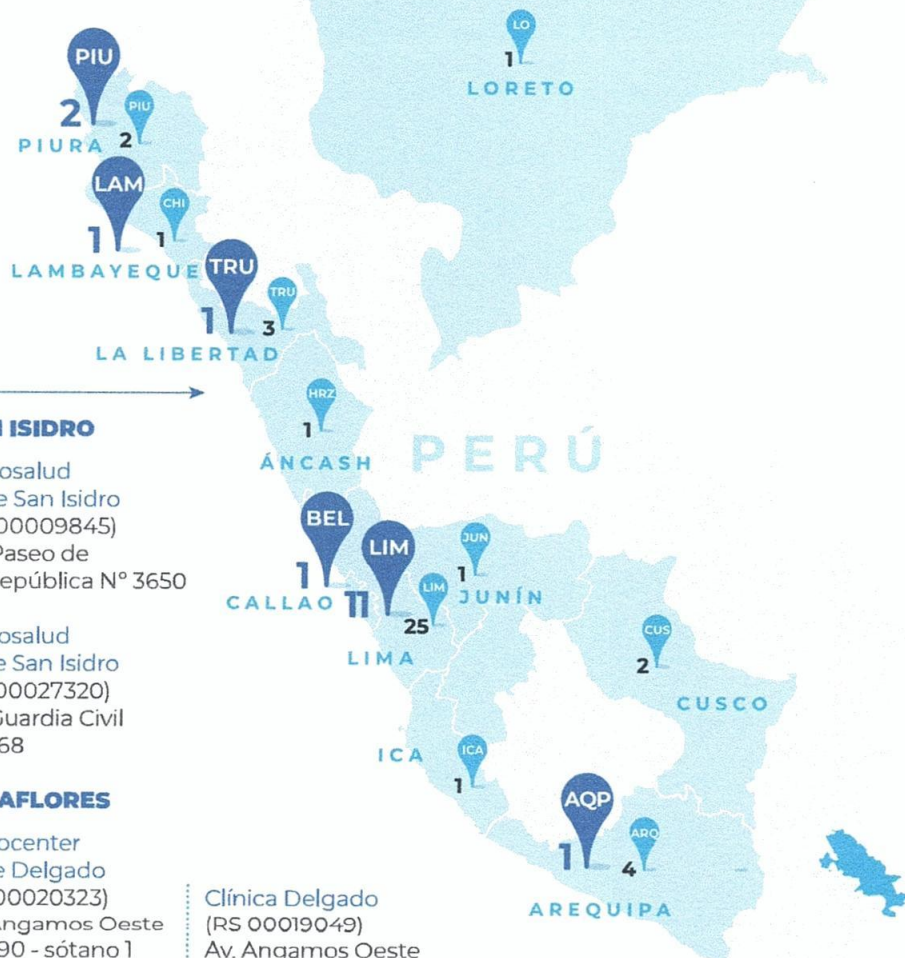 LO
1
LORETO
PIU
2
PIURA
PIU
2
LAM
1
LAMBAYEQUE
CHI
1
TRU
1
LA LIBERTAD
TRU
3
HRZ
1
ÁNCASH
PERÚ
BEL
1
CALLAO
LIM
11
LIMA
LIM
25
JUN
1
JUNÍN
CUS
2
CUSCO
ICA
ICA
1
AQP
1
AREQUIPA
ARQ
4
ISIDRO
osalud
e San Isidro
00009845)
Paseo de
epública Nº 3650
osalud
e San Isidro
00027320)
Guardia Civil
68
AFLORES
ocenter
e Delgado
00020323)
Angamos Oeste
90 - sótano 1
Clínica Delgado
(RS 00019049)
Av. Angamos Oeste